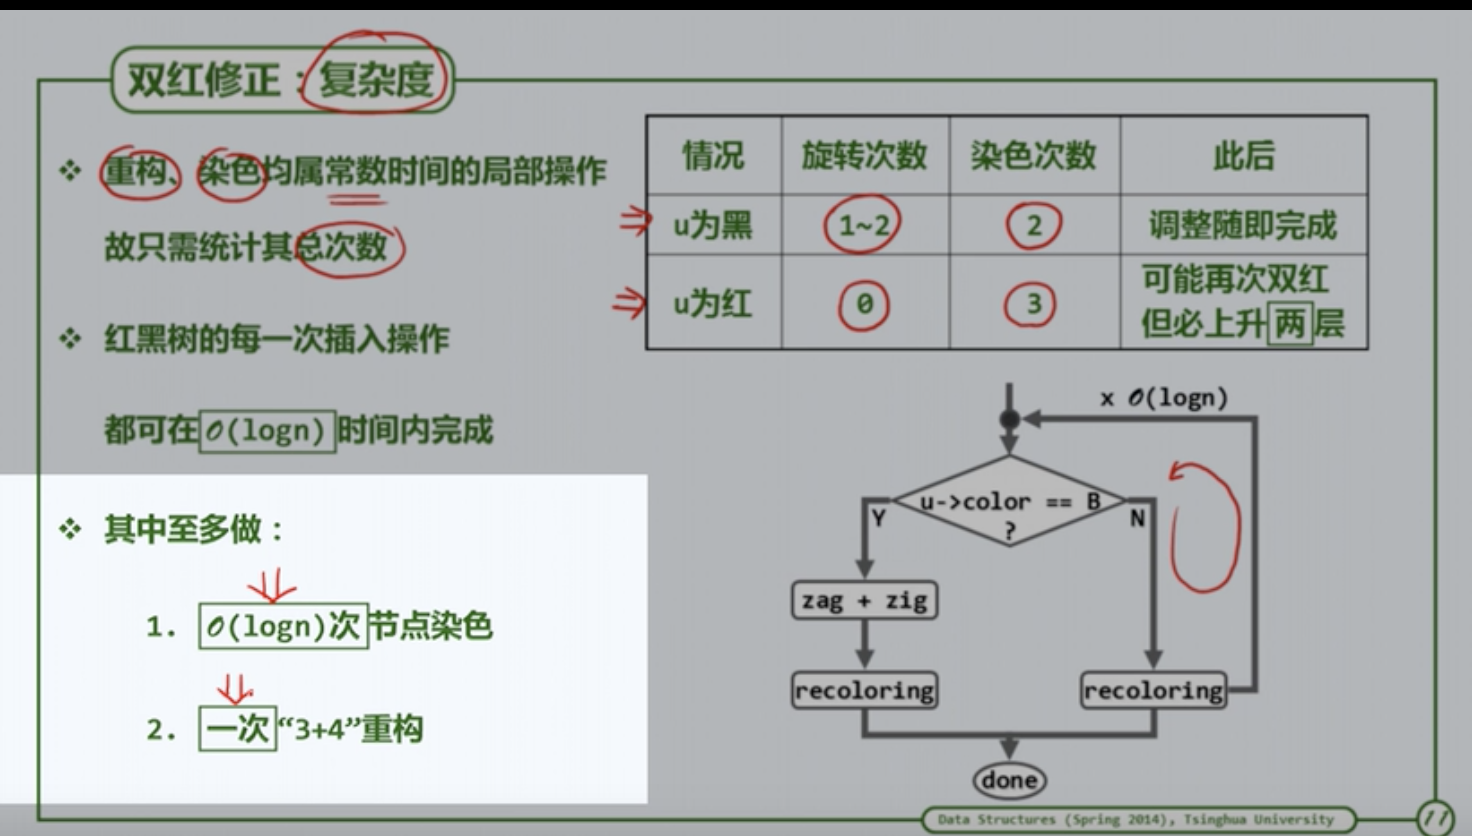 双红修正：复杂度
❖ 重构、染色均属常数时间的局部操作
故只需统计其总次数
❖ 红黑树的每一次插入操作
都可在O(logn)时间内完成
❖ 其中至多做：
1. O(logn)次节点染色
2. 一次“3+4”重构
情况 旋转次数 染色次数 此后
u为黑 1~2 2 调整随即完成
u为红 0 3 可能再次双红
但必上升两层
x O(logn)
u->color == B
?
Y
N
zag + zig
recoloring
recoloring
done
Data Structures (Spring 2014), Tsinghua University
11